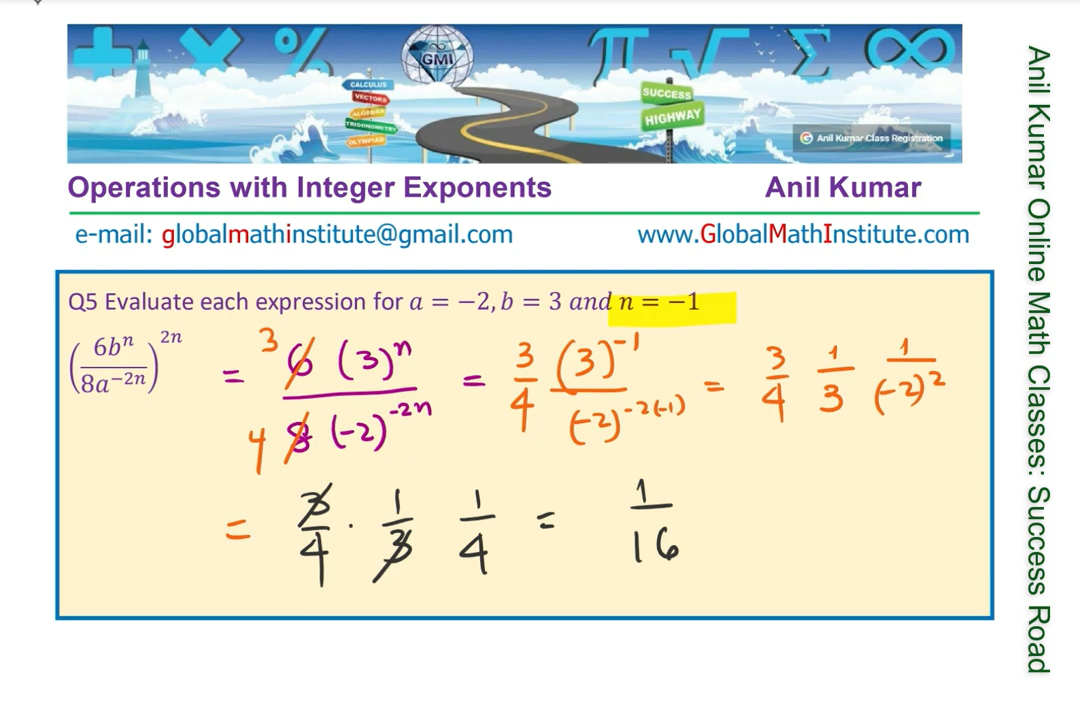 GMI
CALCULUS
VECTORS
ALGEBRA
TRIGONOMETRY
OLYMPIAD
SUCCESS
HIGHWAY
G Anil Kumar Class Registration
Operations with Integer Exponents Anil Kumar
e-mail: globalmathinstitute@gmail.com www.GlobalMathInstitute.com
Q5 Evaluate each expression for a = −2, b = 3 and n = −1
(6bⁿ / 8a⁻²ⁿ)²ⁿ = 3 6 (3)ⁿ / 4 8 (-2)⁻²ⁿ = 3/4 (3)⁻¹ / (-2)⁻²⁽⁻¹⁾ = 3/4 1/3 1/(-2)²
= 3/4 · 1/3 1/4 = 1/16
Anil Kumar Online Math Classes: Success Road